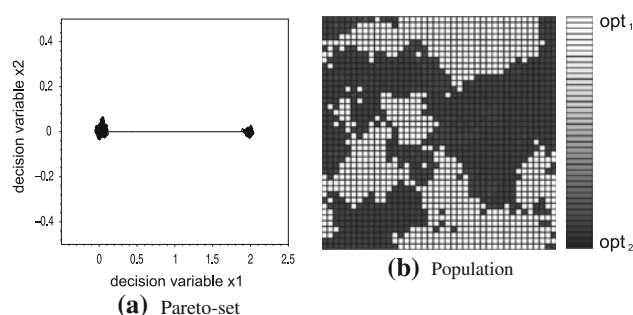 decision variable x2
0.4
0.2
0
−0.2
−0.4
0 0.5 1 1.5 2 2.5
decision variable x1
(a) Pareto-set
opt 1
opt 2
(b) Population